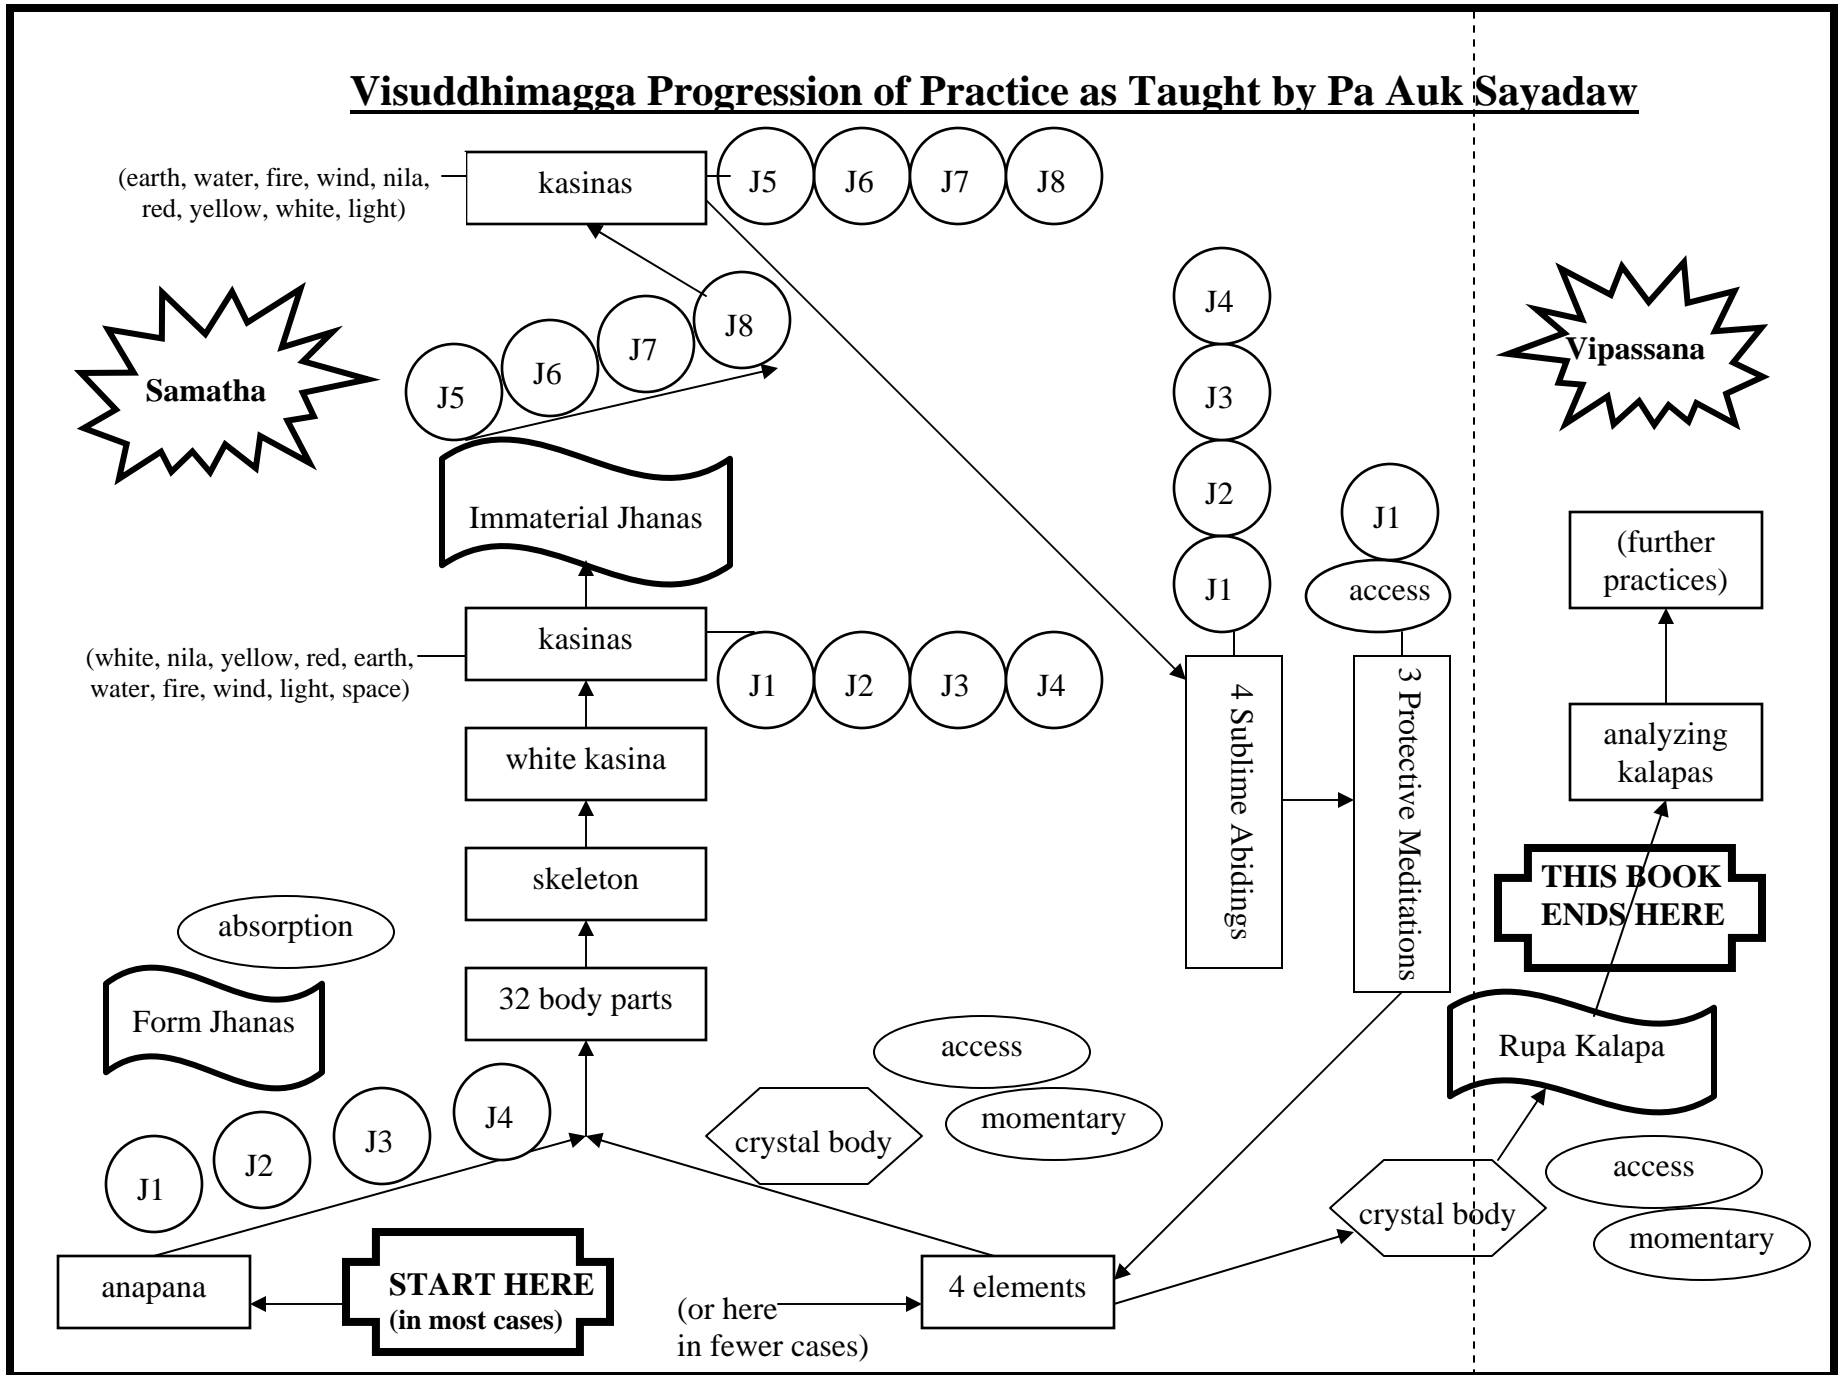 Visuddhimagga Progression of Practice as Taught by Pa Auk Sayadaw
(earth, water, fire, wind, nila,
red, yellow, white, light)
kasinas
J5
J6
J7
J8
Samatha
J5
J6
J7
J8
Immaterial Jhanas
(white, nila, yellow, red, earth,
water, fire, wind, light, space)
kasinas
J1
J2
J3
J4
white kasina
skeleton
32 body parts
absorption
Form Jhanas
J1
J2
J3
J4
anapana
START HERE
(in most cases)
access
momentary
crystal body
(or here
in fewer cases)
4 elements
J4
J3
J2
J1
4 Sublime Abidings
J1
access
3 Protective Meditations
Vipassana
(further
practices)
analyzing
kalapas
THIS BOOK
ENDS HERE
Rupa Kalapa
crystal body
access
momentary